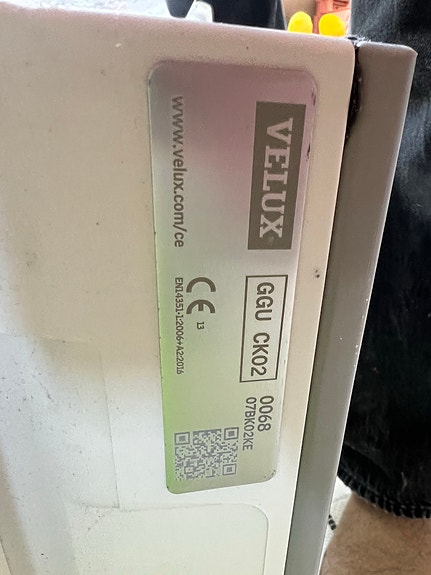 VELUX
GGU CK02 0068
07BK02KE
CE 13
EN14351-1:2006+A2:2016
www.velux.com/ce